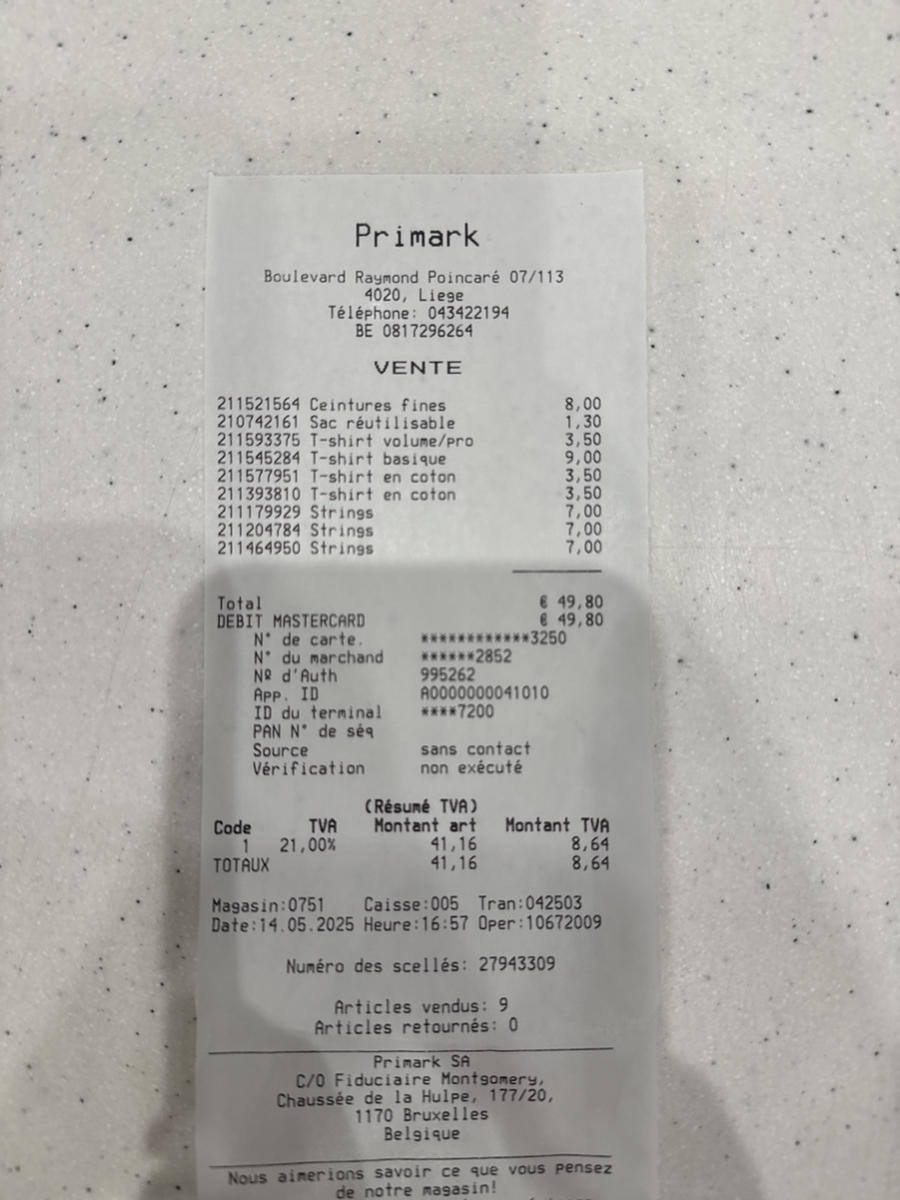 Primark
Boulevard Raymond Poincaré 07/113
4020, Liege
Téléphone: 043422194
BE 0817296264
VENTE
211521564 Ceintures fines 8,00
210742161 Sac réutilisable 1,30
211593375 T-shirt volume/pro 3,50
211545284 T-shirt basique 9,00
211577951 T-shirt en coton 3,50
211393810 T-shirt en coton 3,50
211179929 Strings 7,00
211204784 Strings 7,00
211464950 Strings 7,00
Total € 49,80
DEBIT MASTERCARD € 49,80
N° de carte. ************3250
N° du marchand ******2852
Nº d'Auth 995262
App. ID A0000000041010
ID du terminal ****7200
PAN N° de séq
Source sans contact
Vérification non exécuté
(Résumé TVA)
Code TVA Montant art Montant TVA
1 21,00% 41,16 8,64
TOTAUX 41,16 8,64
Magasin:0751 Caisse:005 Tran:042503
Date:14.05.2025 Heure:16:57 Oper:10672009
Numéro des scellés: 27943309
Articles vendus: 9
Articles retournés: 0
Primark SA
C/O Fiduciaire Montgomery,
Chaussée de la Hulpe, 177/20,
1170 Bruxelles
Belgique
Nous aimerions savoir ce que vous pensez
de notre magasin!